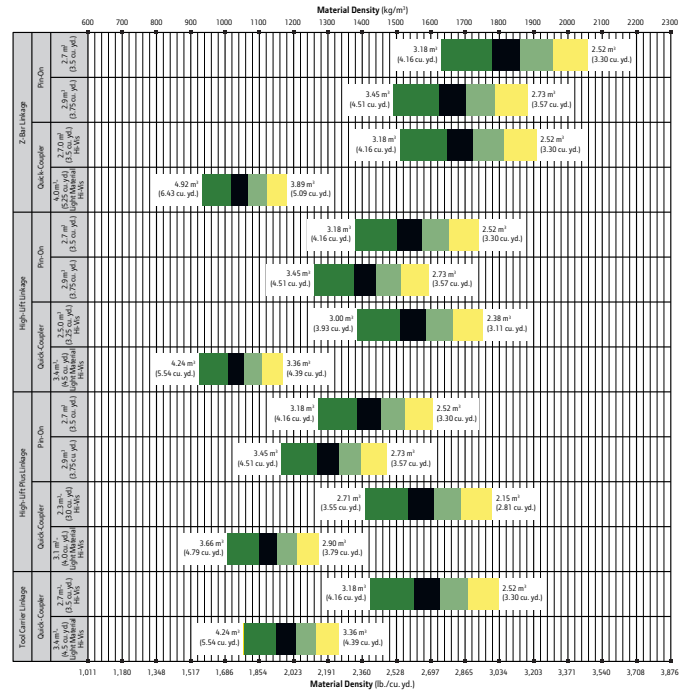 Material Density (kg/m³)
600 700 800 900 1000 1100 1200 1300 1400 1500 1600 1700 1800 1900 2000 2100 2200 2300
Z-Bar Linkage
Pin-On
2.7 m³
(3.5 cu. yd.)
3.18 m³
(4.16 cu. yd.)
2.52 m³
(3.30 cu. yd.)
2.9 m³
(3.75 cu. yd.)
3.45 m³
(4.51 cu. yd.)
2.73 m³
(3.57 cu. yd.)
Quick-Coupler
2.7.0 m³
(3.5 cu. yd.)
Hi-Vis
3.18 m³
(4.16 cu. yd.)
2.52 m³
(3.30 cu. yd.)
4.0 m³-
(5.25 cu. yd.)
Light Material
Hi-Vis
4.92 m³
(6.43 cu. yd.)
3.89 m³
(5.09 cu. yd.)
High-Lift Linkage
Pin-On
2.7 m³
(3.5 cu. yd.)
3.18 m³
(4.16 cu. yd.)
2.52 m³
(3.30 cu. yd.)
2.9 m³
(3.75 cu. yd.)
3.45 m³
(4.51 cu. yd.)
2.73 m³
(3.57 cu. yd.)
Quick-Coupler
2.5.0 m³
(3.25 cu. yd.)
Hi-Vis
3.00 m³
(3.93 cu. yd.)
2.38 m³
(3.11 cu. yd.)
3.4 m³-
(4.5 cu. yd)
Light Material
Hi-Vis
4.24 m³
(5.54 cu. yd.)
3.36 m³
(4.39 cu. yd.)
High-Lift Plus Linkage
Pin-On
2.7 m³
(3.5 cu. yd.)
3.18 m³
(4.16 cu. yd.)
2.52 m³
(3.30 cu. yd.)
2.9 m³
(3.75 cu. yd.)
3.45 m³
(4.51 cu. yd.)
2.73 m³
(3.57 cu. yd.)
Quick-Coupler
2.3 m³-
(3.0 cu. yd)
Hi-Vis
2.71 m³
(3.55 cu. yd.)
2.15 m³
(2.81 cu. yd.)
3.1 m³-
(4.0 cu. yd.)
Light Material
Hi-Vis
3.66 m³
(4.79 cu. yd.)
2.90 m³
(3.79 cu. yd.)
Tool Carrier Linkage
Quick-Coupler
2.7 m³-
(3.5 cu. yd.)
Hi-Vis
3.18 m³
(4.16 cu. yd.)
2.52 m³
(3.30 cu. yd.)
3.4 m³-
(4.5 cu. yd)
Light Material
Hi-Vis
4.24 m³
(5.54 cu. yd.)
3.36 m³
(4.39 cu. yd.)
1,011 1,180 1,348 1,517 1,686 1,854 2,023 2,191 2,360 2,528 2,697 2,865 3,034 3,203 3,371 3,540 3,708 3,876
Material Density (lb./cu. yd.)